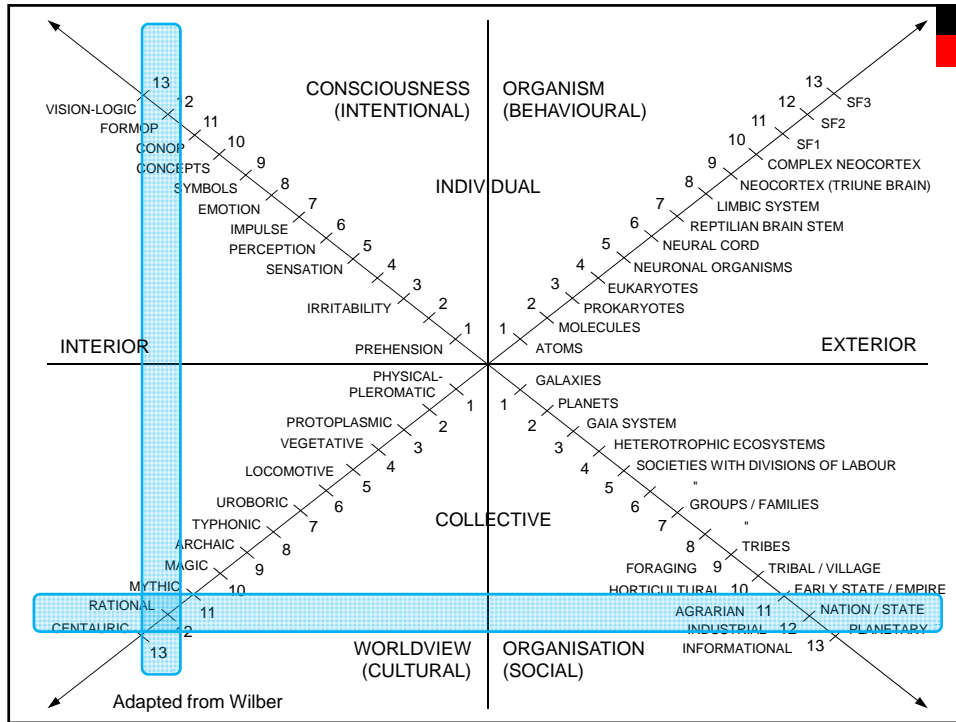 CONSCIOUSNESS
(INTENTIONAL)
ORGANISM
(BEHAVIOURAL)
INDIVIDUAL
13
VISION-LOGIC
12
FORMOP
11
CONOP
10
CONCEPTS
9
SYMBOLS
8
EMOTION
7
IMPULSE
6
PERCEPTION
5
SENSATION
4
3
IRRITABILITY
2
1
PREHENSION
13
SF3
12
SF2
11
SF1
10
COMPLEX NEOCORTEX
9
NEOCORTEX (TRIUNE BRAIN)
8
LIMBIC SYSTEM
7
REPTILIAN BRAIN STEM
6
NEURAL CORD
5
NEURONAL ORGANISMS
4
EUKARYOTES
3
PROKARYOTES
2
MOLECULES
1
ATOMS
INTERIOR
EXTERIOR
PHYSICAL-
PLEROMATIC
1
PROTOPLASMIC
2
VEGETATIVE
3
4
LOCOMOTIVE
5
6
UROBORIC
7
TYPHONIC
8
ARCHAIC
9
MAGIC
10
MYTHIC
11
RATIONAL
12
CENTAURIC
13
COLLECTIVE
GALAXIES
1
PLANETS
2
GAIA SYSTEM
3
HETEROTROPHIC ECOSYSTEMS
4
SOCIETIES WITH DIVISIONS OF LABOUR
5
"
6
GROUPS / FAMILIES
7
"
8
TRIBES
FORAGING 9
TRIBAL / VILLAGE
HORTICULTURAL 10
EARLY STATE / EMPIRE
AGRARIAN 11
NATION / STATE
INDUSTRIAL 12
PLANETARY
INFORMATIONAL 13
WORLDVIEW
(CULTURAL)
ORGANISATION
(SOCIAL)
Adapted from Wilber